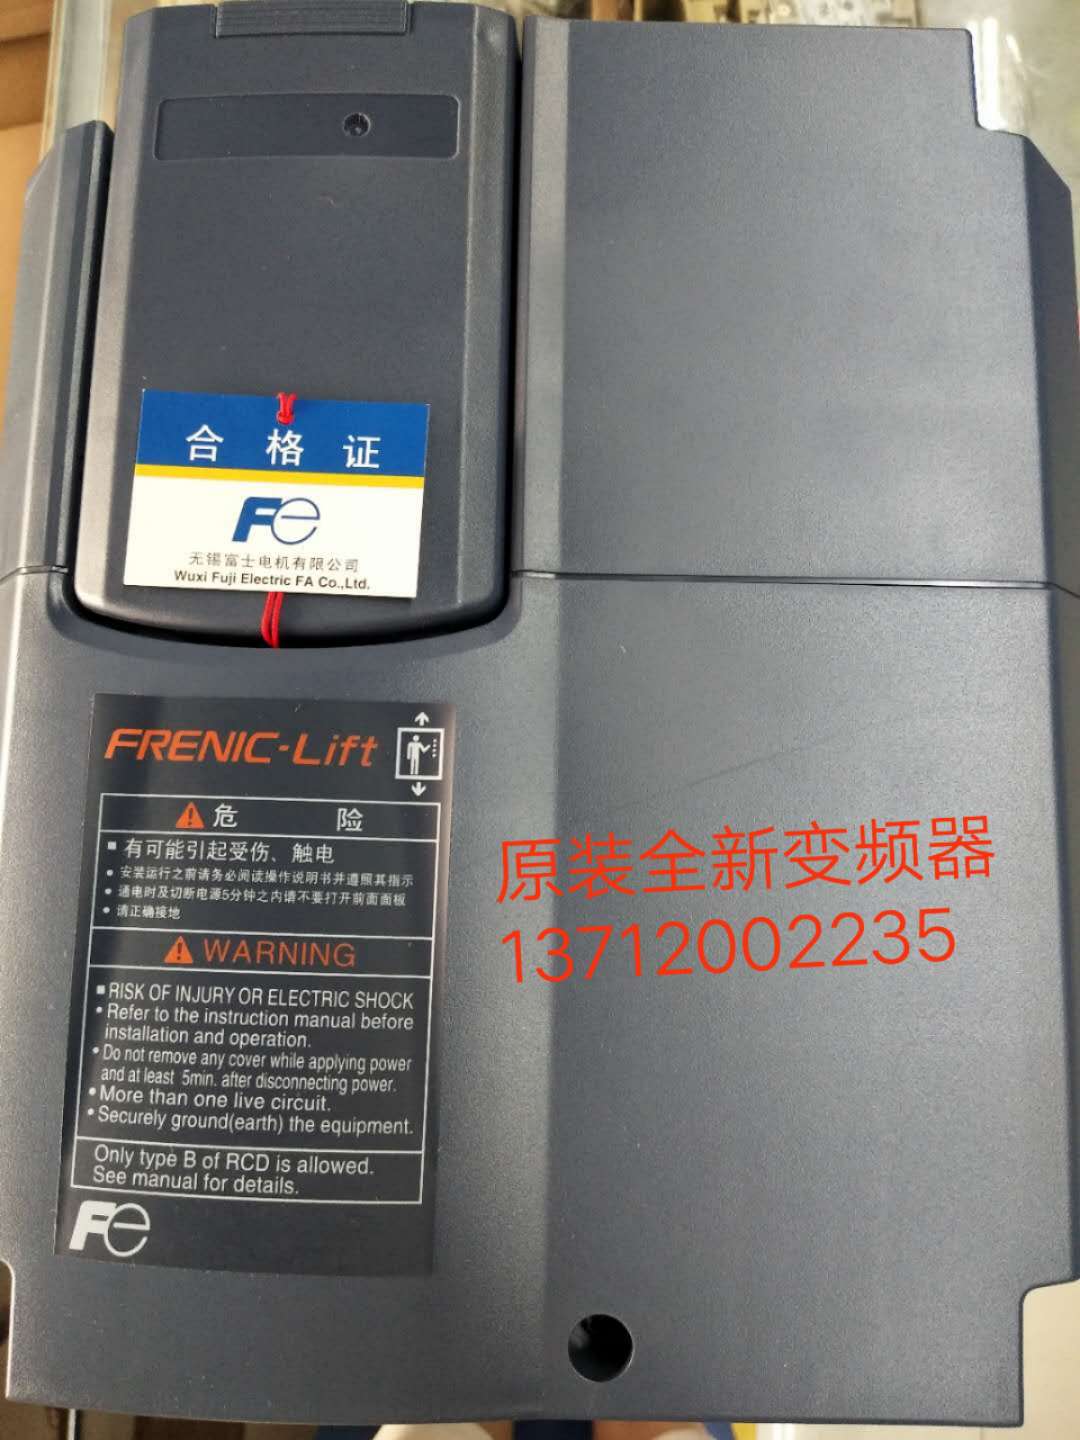 合格证
Fe
无锡富士电机有限公司
Wuxi Fuji Electric FA Co.,Ltd.
FRENIC-Lift
危险
有可能引起受伤、触电
安装运行之前请务必阅读操作说明书并遵照其指示
通电时及切断电源5分钟之内请不要打开前面面板
请正确接地
WARNING
RISK OF INJURY OR ELECTRIC SHOCK
Refer to the instruction manual before
installation and operation.
Do not remove any cover while applying power
and at least 5min. after disconnecting power.
More than one live circuit.
Securely ground(earth) the equipment.
Only type B of RCD is allowed.
See manual for details.
Fe
原装全新变频器
13712002235